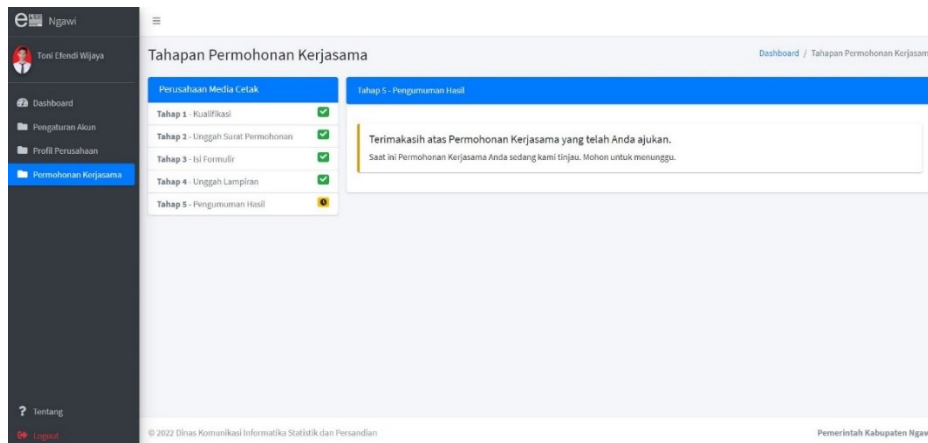 e Ngawi
Toni Efendi Wijaya
Dashboard
Pengaturan Akun
Profil Perusahaan
Permohonan Kerjasama
? Tentang
Logout
Tahapan Permohonan Kerjasama
Dashboard / Tahapan Permohonan Kerjasam
Perusahaan Media Cetak
Tahap 1 - Kualifikasi
Tahap 2 - Unggah Surat Permohonan
Tahap 3 - Isi Formulir
Tahap 4 - Unggah Lampiran
Tahap 5 - Pengumuman Hasil
Tahap 5 - Pengumuman Hasil
Terimakasih atas Permohonan Kerjasama yang telah Anda ajukan.
Saat ini Permohonan Kerjasama Anda sedang kami tinjau. Mohon untuk menunggu.
© 2022 Dinas Komunikasi Informatika Statistik dan Persandian
Pemerintah Kabupaten Ngaw